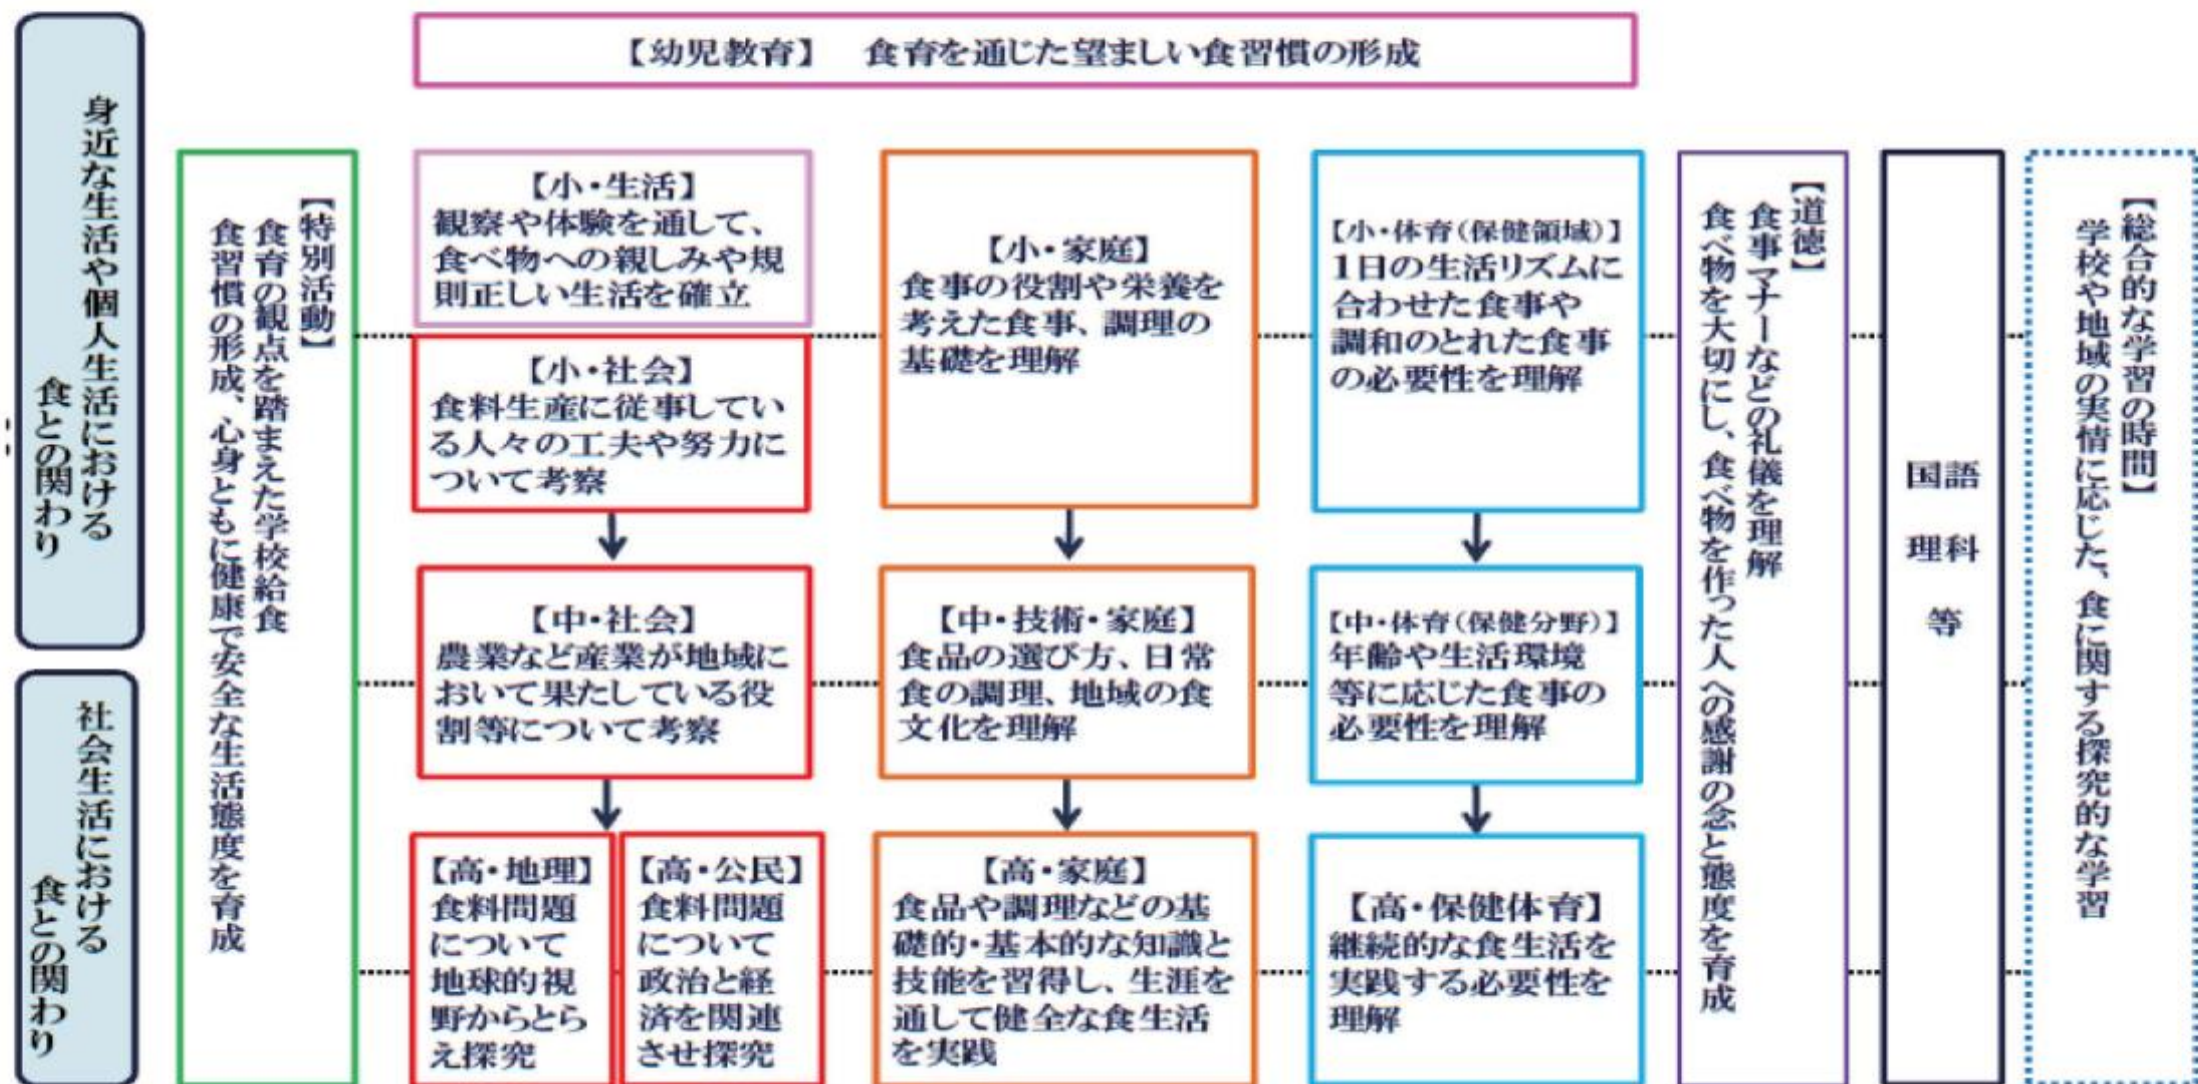 【幼児教育】　食育を通じた望ましい食習慣の形成
身近な生活や個人生活における
食との関わり
社会生活における
食との関わり
【特別活動】
食育の観点を踏まえた学校給食
食習慣の形成、心身ともに健康で安全な生活態度を育成
【小・生活】
観察や体験を通して、
食べ物への親しみや規
則正しい生活を確立
【小・社会】
食料生産に従事してい
る人々の工夫や努力に
ついて考察
【中・社会】
農業など産業が地域に
おいて果たしている役
割等について考察
【高・地理】
食料問題
について
地球的視
野からとら
え探究
【高・公民】
食料問題
について
政治と経
済を関連
させ探究
【小・家庭】
食事の役割や栄養を
考えた食事、調理の
基礎を理解
【中・技術・家庭】
食品の選び方、日常
食の調理、地域の食
文化を理解
【高・家庭】
食品や調理などの基
礎的・基本的な知識と
技能を習得し、生涯を
通して健全な食生活
を実践
【小・体育(保健領域)】
1日の生活リズムに
合わせた食事や
調和のとれた食事
の必要性を理解
【中・体育(保健分野)】
年齢や生活環境
等に応じた食事の
必要性を理解
【高・保健体育】
継続的な食生活を
実践する必要性を
理解
【道徳】
食事マナーなどの礼儀を理解
食べ物を大切にし、食べ物を作った人への感謝の念と態度を育成
国語
理科
等
【総合的な学習の時間】
学校や地域の実情に応じた、食に関する探究的な学習